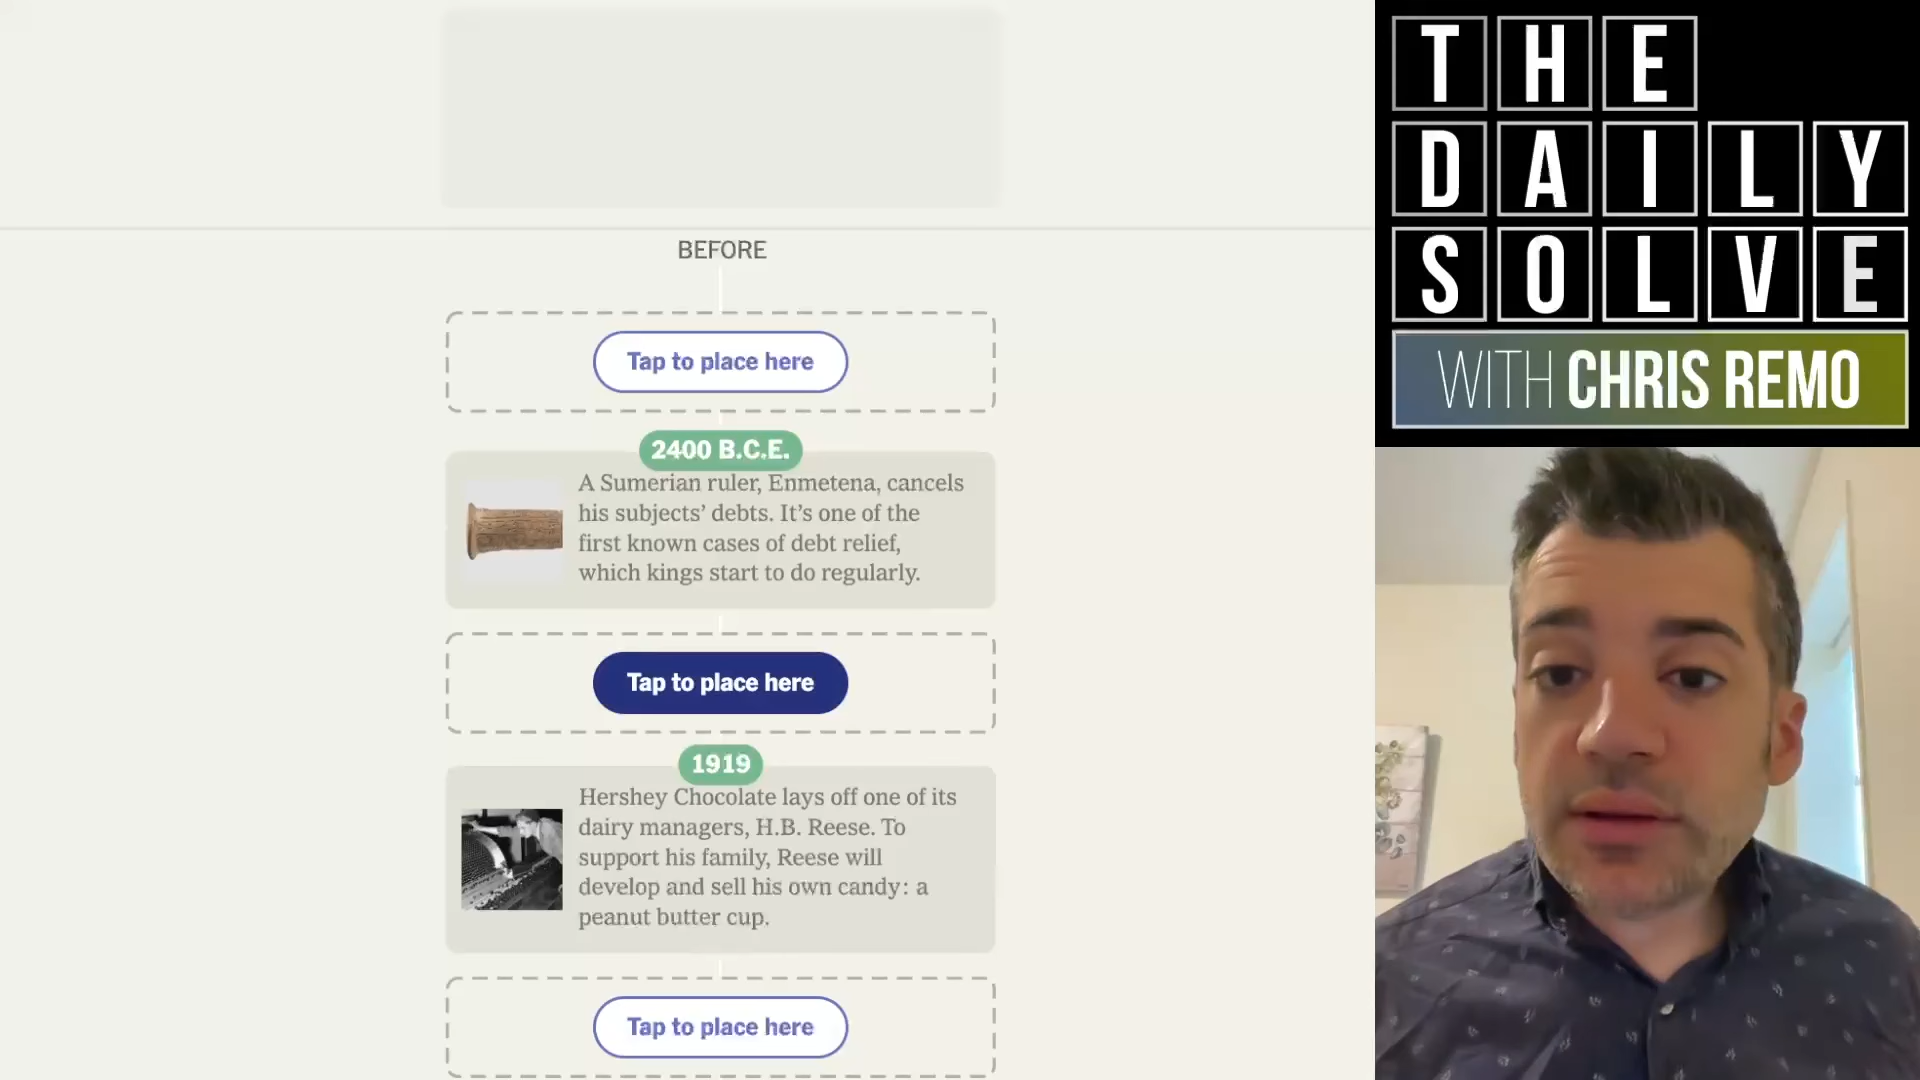 BEFORE
Tap to place here
2400 B.C.E.
A Sumerian ruler, Enmetena, cancels
his subjects’ debts. It’s one of the
first known cases of debt relief,
which kings start to do regularly.
Tap to place here
1919
Hershey Chocolate lays off one of its
dairy managers, H.B. Reese. To
support his family, Reese will
develop and sell his own candy: a
peanut butter cup.
Tap to place here
THE
DAILY
SOLVE
WITH CHRIS REMO